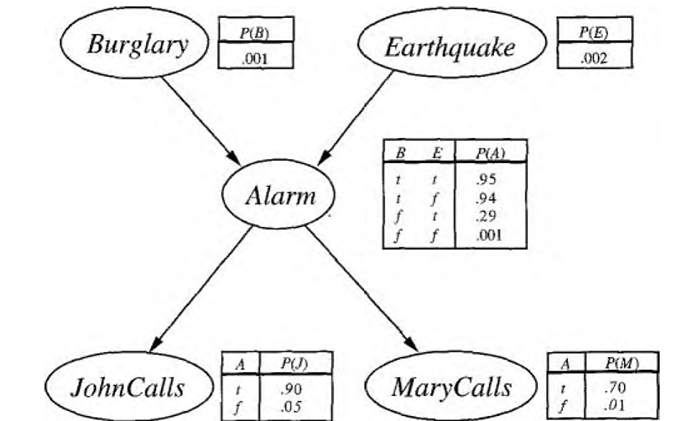 Burglary
P(B)
.001
Earthquake
P(E)
.002
Alarm
B E P(A)
t t .95
t f .94
f t .29
f f .001
JohnCalls
A P(J)
t .90
f .05
MaryCalls
A P(M)
t .70
f .01